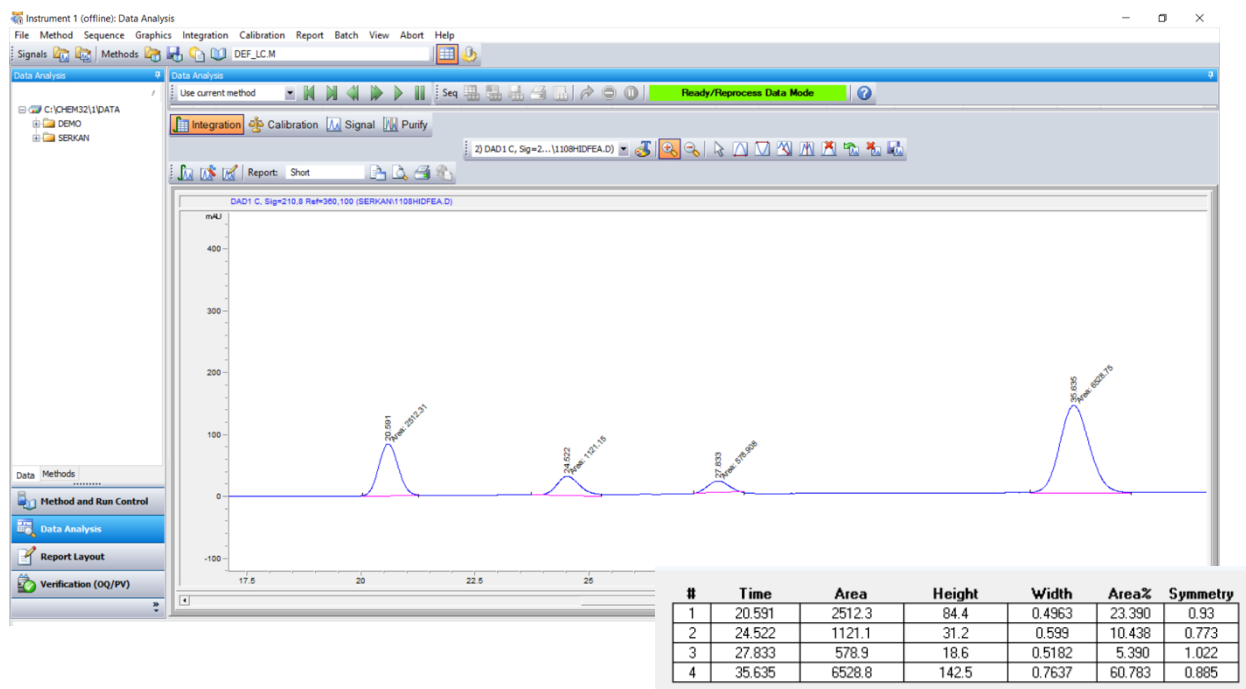 Instrument 1 (offline): Data Analysis
File Method Sequence Graphics Integration Calibration Report Batch View Abort Help
Signals Methods DEF_LC.M
Data Analysis
Data Analysis
Use current method Seq Ready/Reprocess Data Mode
C:\CHEM32\1\DATA
DEMO
SERKAN
Integration Calibration Signal Purify
2) DAD1 C, Sig=2...\1108HIDFEA.D)
Report: Short
DAD1 C, Sig=210,8 Ref=360,100 (SERKAN\1108HIDFEA.D)
mAU
400
300
200
100
0
-100
20.591
Area: 2512.31
24.522
Area: 1121.15
27.833
Area: 578.908
35.635
Area: 6528.75
17.5 20 22.5 25
Data Methods
Method and Run Control
Data Analysis
Report Layout
Verification (OQ/PV)
# Time Area Height Width Area% Symmetry
1 20.591 2512.3 84.4 0.4963 23.390 0.93
2 24.522 1121.1 31.2 0.599 10.438 0.773
3 27.833 578.9 18.6 0.5182 5.390 1.022
4 35.635 6528.8 142.5 0.7637 60.783 0.885